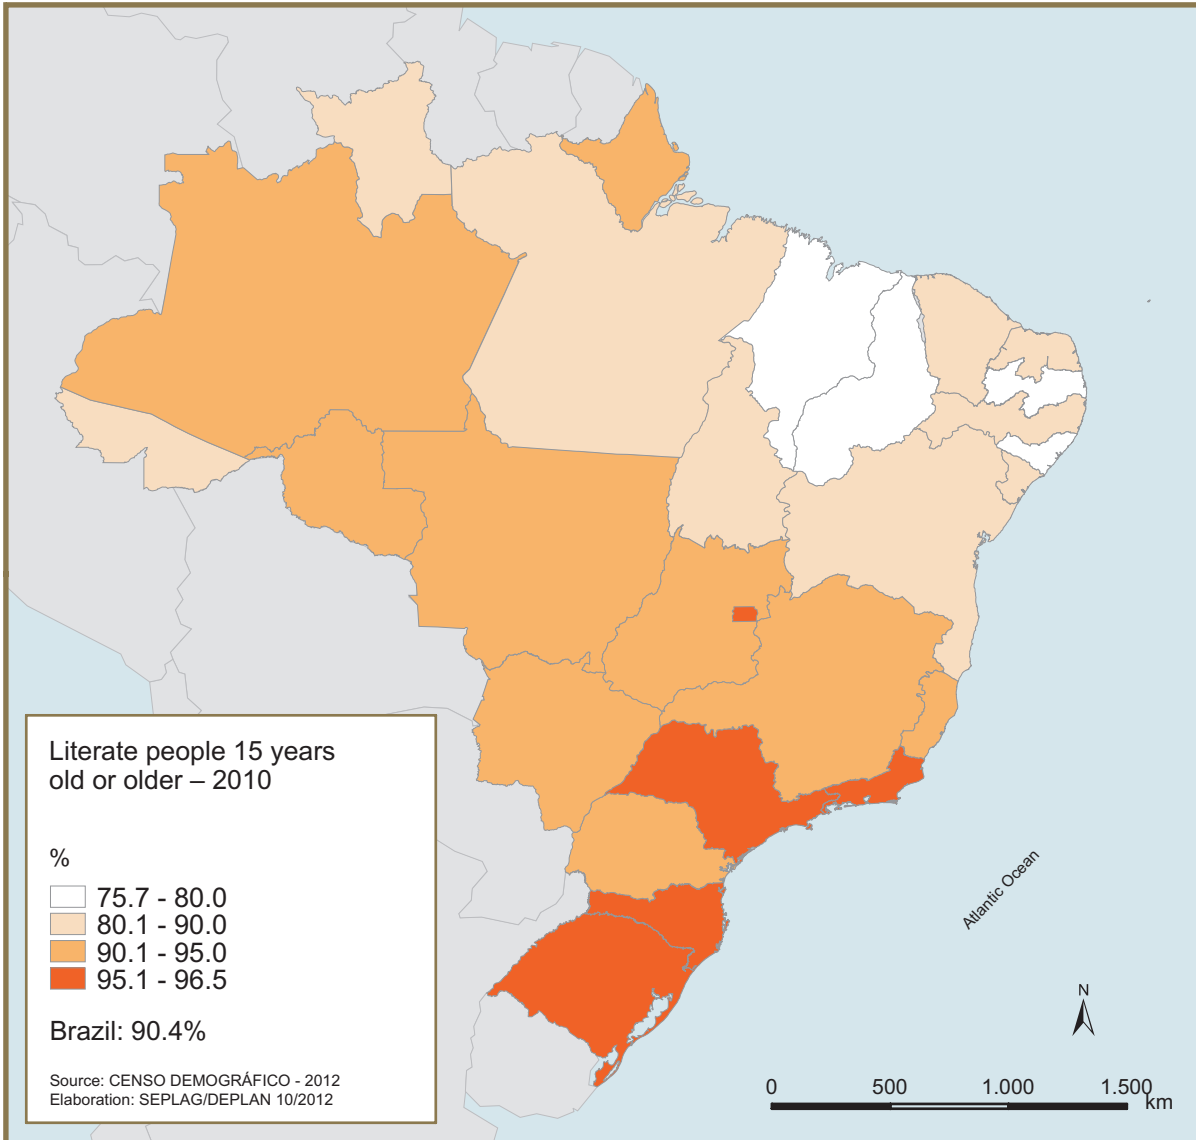 Literate people 15 years
old or older – 2010
%
75.7 - 80.0
80.1 - 90.0
90.1 - 95.0
95.1 - 96.5
Brazil: 90.4%
Source: CENSO DEMOGRÁFICO - 2012
Elaboration: SEPLAG/DEPLAN 10/2012
Atlantic Ocean
N
0 500 1.000 1.500
km